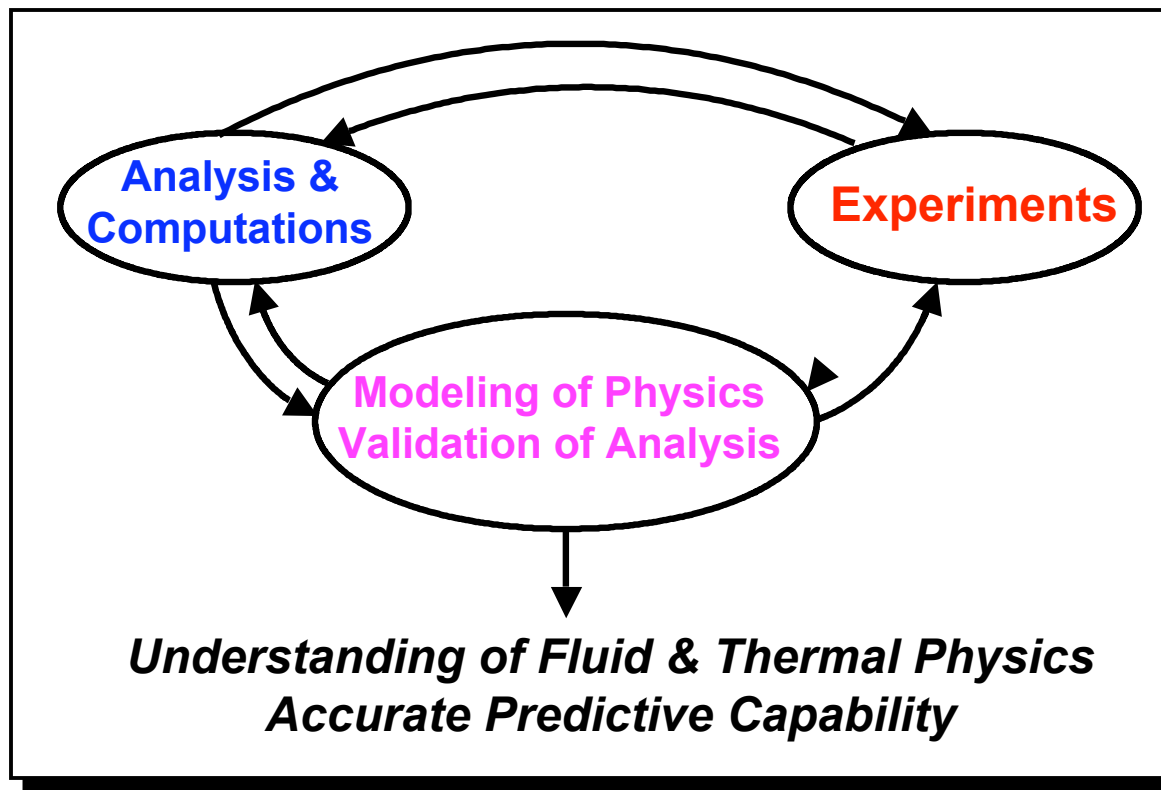 Analysis &
Computations
Experiments
Modeling of Physics
Validation of Analysis
Understanding of Fluid & Thermal Physics
Accurate Predictive Capability